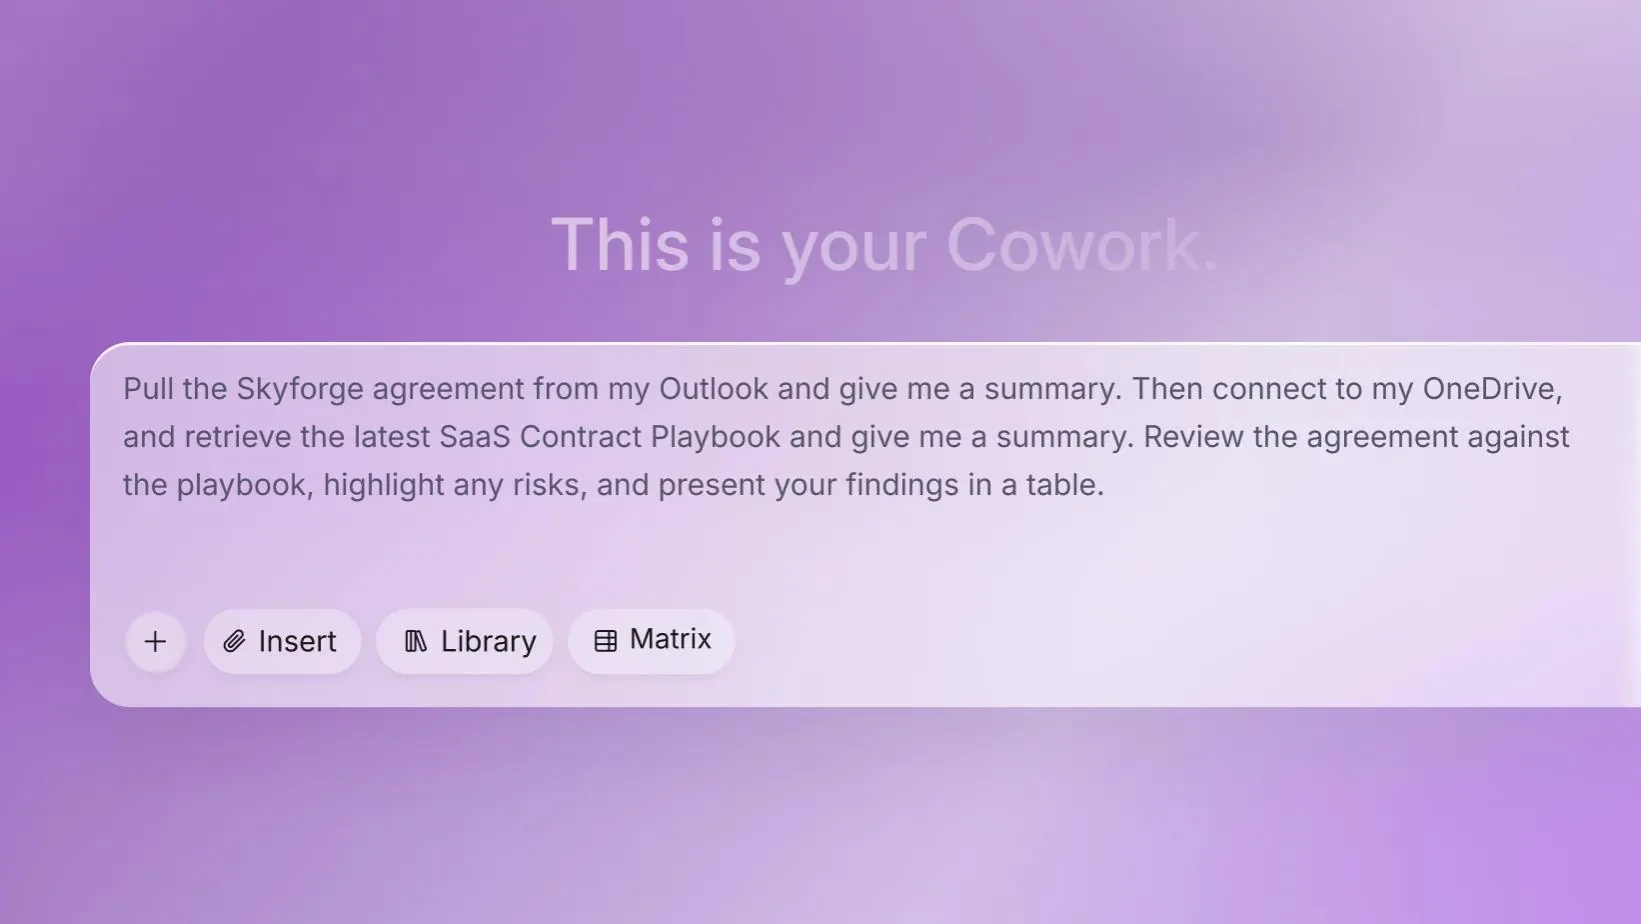 This is your Cowork.
Pull the Skyforge agreement from my Outlook and give me a summary. Then connect to my OneDrive,
and retrieve the latest SaaS Contract Playbook and give me a summary. Review the agreement against
the playbook, highlight any risks, and present your findings in a table.
Insert Library Matrix